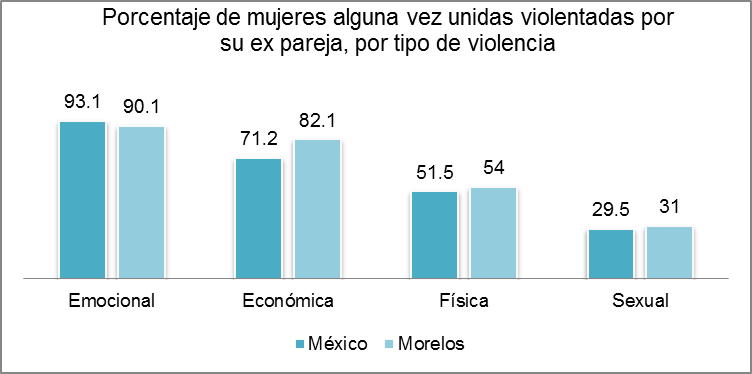 Porcentaje de mujeres alguna vez unidas violentadas por
su ex pareja, por tipo de violencia
93.1
90.1
71.2
82.1
51.5
54
29.5
31
Emocional
Económica
Física
Sexual
México
Morelos